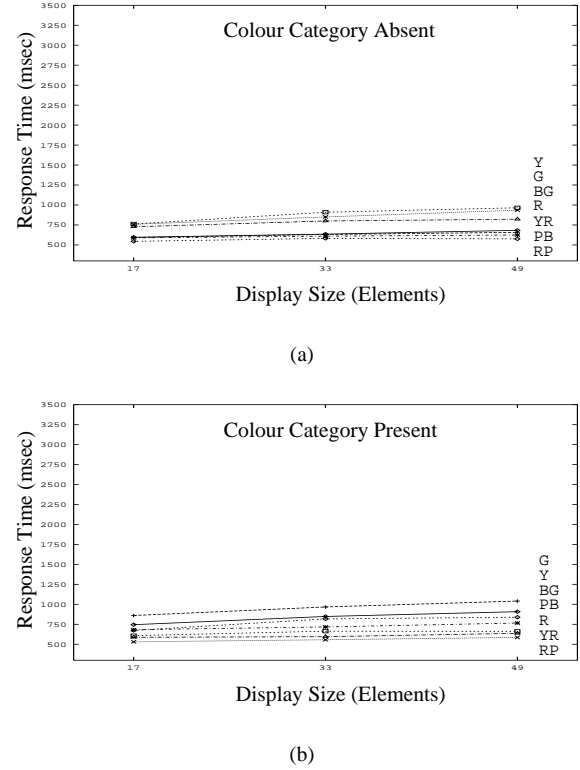 3500
Colour Category Absent
3250
3000
2750
2500
2250
2000
1750
1500
1250
1000
750
500
Response Time (msec)
Y
G
BG
R
YR
PB
RP
17 33 49
Display Size (Elements)
(a)
3500
Colour Category Present
3250
3000
2750
2500
2250
2000
1750
1500
1250
1000
750
500
Response Time (msec)
G
Y
BG
PB
R
YR
RP
17 33 49
Display Size (Elements)
(b)